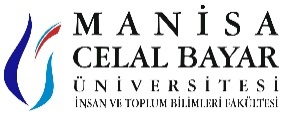 MANİSA
CELAL BAYAR
ÜNİVERSİTESİ
İNSAN VE TOPLUM BİLİMLERİ FAKÜLTESİ